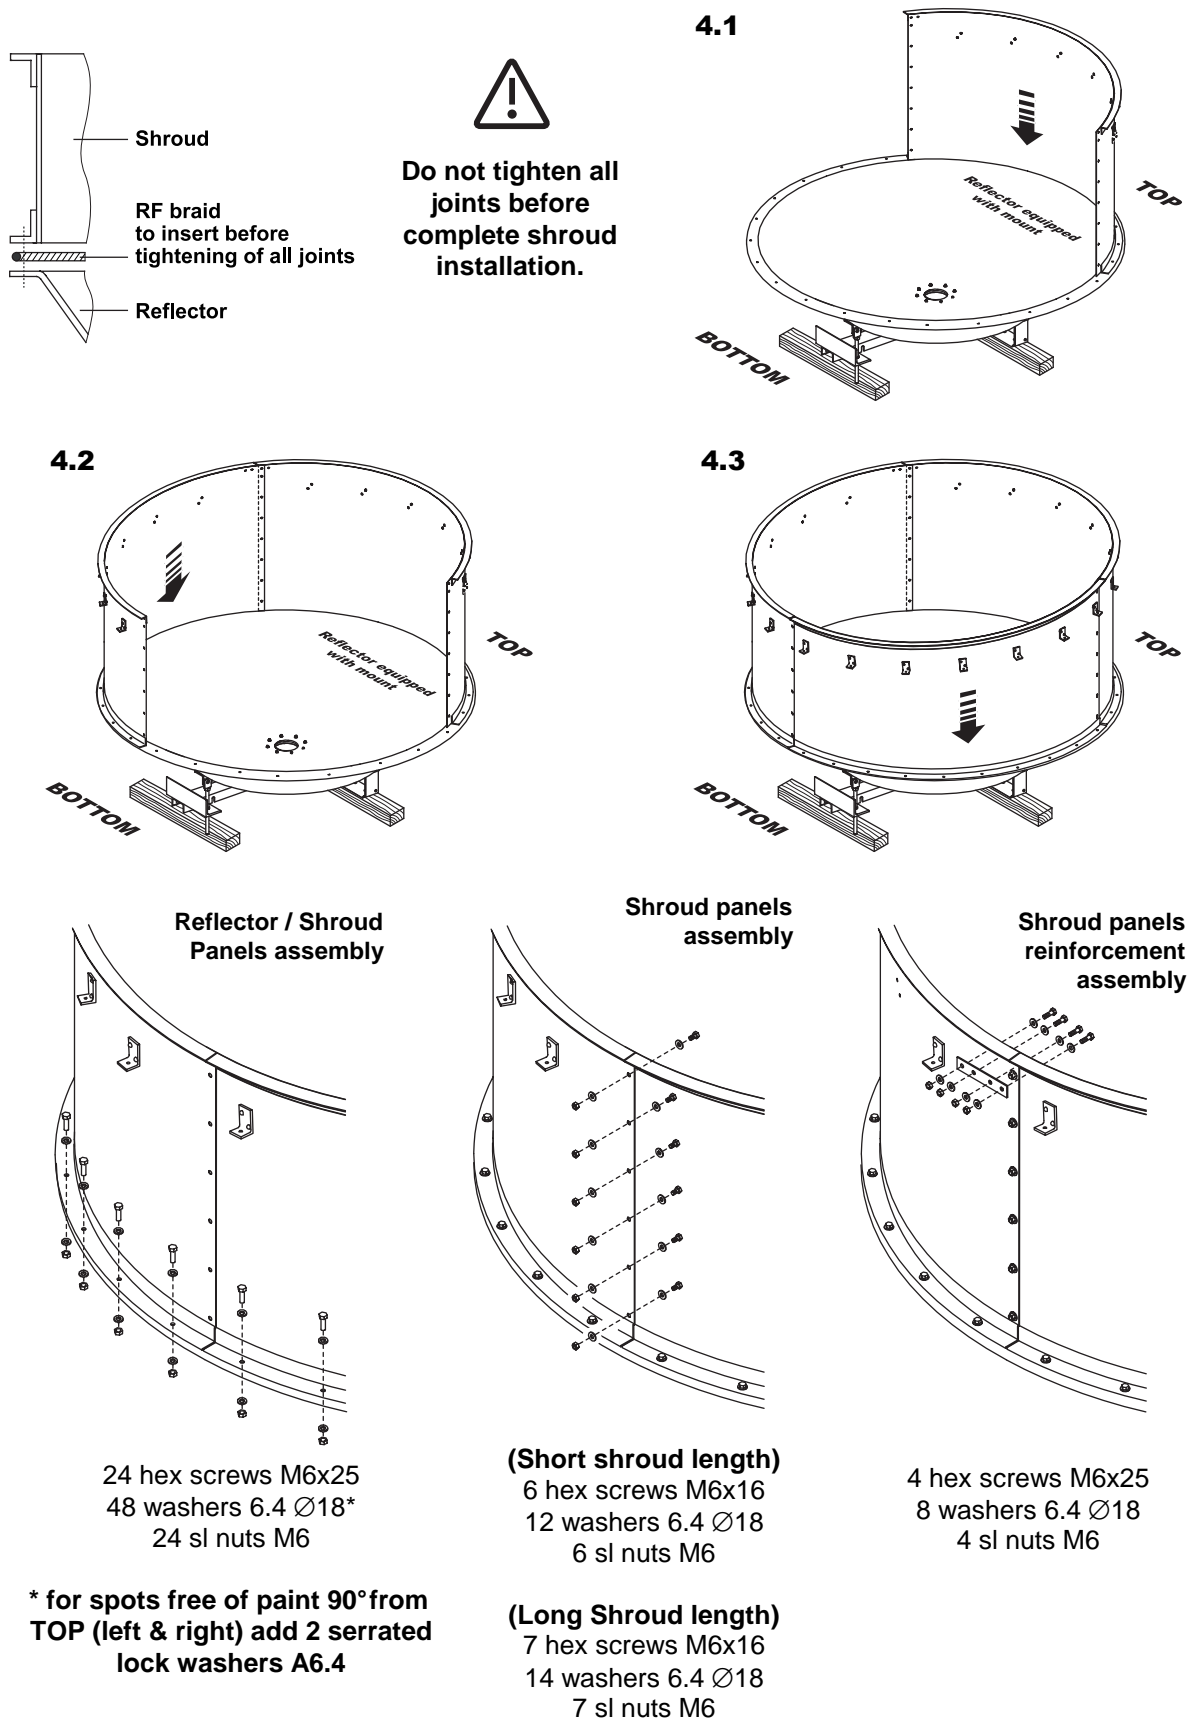 4.1
Shroud
RF braid
to insert before
tightening of all joints
Reflector
Do not tighten all
joints before
complete shroud
installation.
Reflector equipped
with mount
TOP
BOTTOM
4.2
Reflector equipped
with mount
TOP
BOTTOM
4.3
TOP
BOTTOM
Reflector / Shroud
Panels assembly
Shroud panels
assembly
Shroud panels
reinforcement
assembly
24 hex screws M6x25
48 washers 6.4 ∅18*
24 sl nuts M6
* for spots free of paint 90° from
TOP (left & right) add 2 serrated
lock washers A6.4
(Short shroud length)
6 hex screws M6x16
12 washers 6.4 ∅18
6 sl nuts M6
(Long Shroud length)
7 hex screws M6x16
14 washers 6.4 ∅18
7 sl nuts M6
4 hex screws M6x25
8 washers 6.4 ∅18
4 sl nuts M6